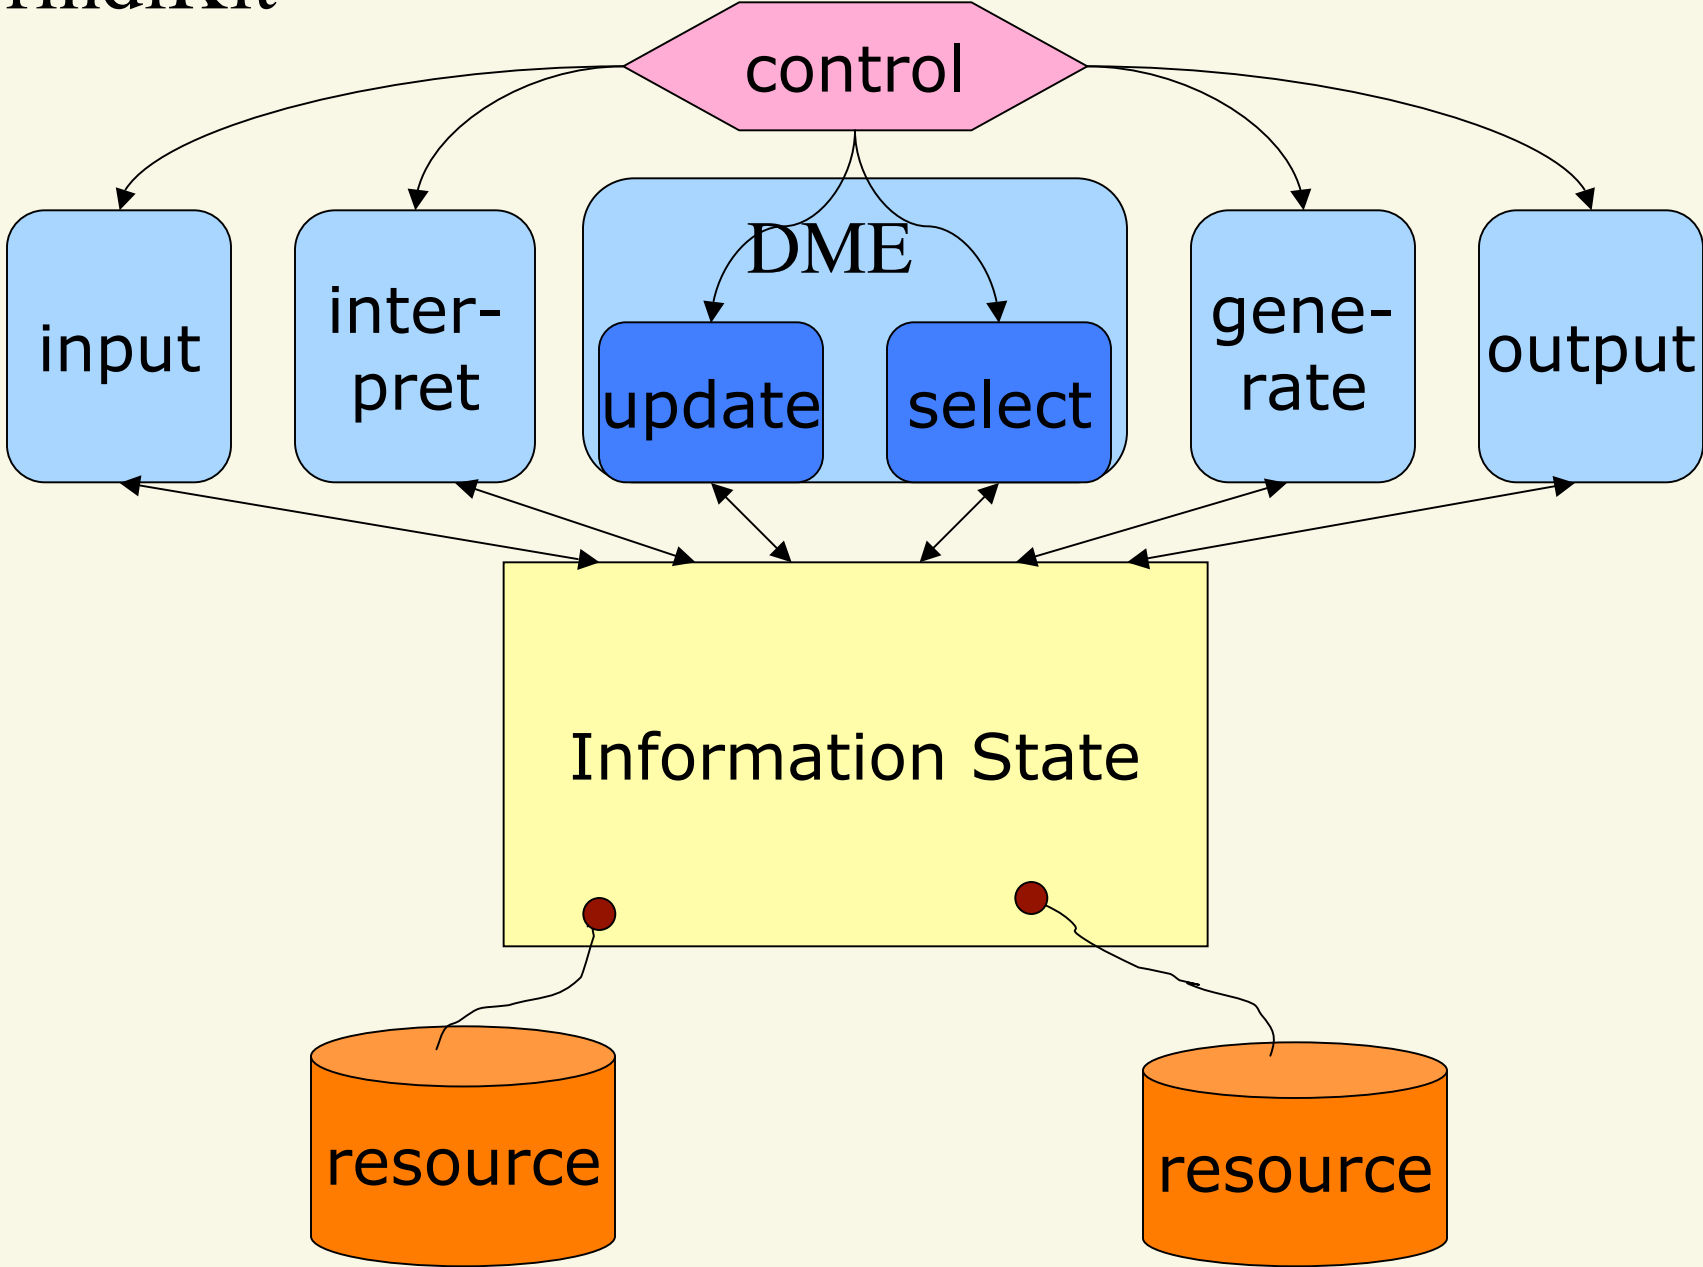 control
DME
input
inter-
pret
update
select
gene-
rate
output
Information State
resource
resource